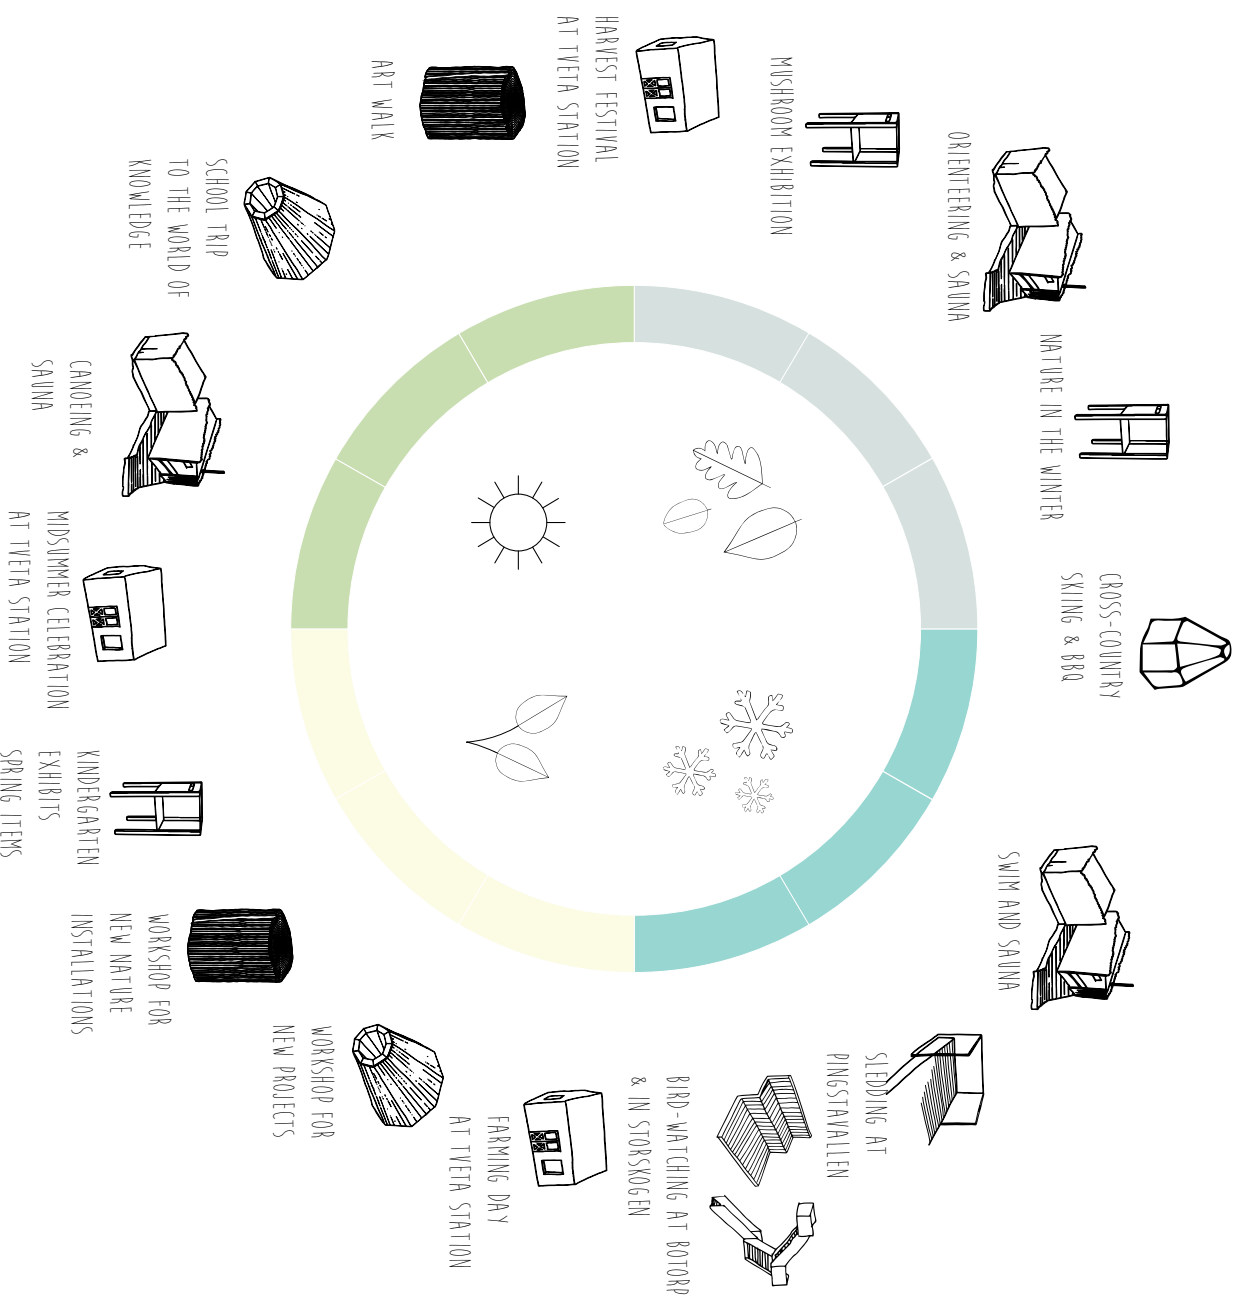 HARVEST FESTIVAL
AT TVETA STATION
MUSHROOM EXHIBITION
ORIENTEERING & SAUNA
NATURE IN THE WINTER
CROSS-COUNTRY
SKIING & BBQ
SWIM AND SAUNA
SLEDDING AT
PINGSTAVALLEN
BIRD-WATCHING AT BOTORP
& IN STORSKOGEN
FARMING DAY
AT TVETA STATION
WORKSHOP FOR
NEW PROJECTS
WORKSHOP FOR
NEW NATURE
INSTALLATIONS
KINDERGARTEN
EXHIBITS
SPRING ITEMS
MIDSUMMER CELEBRATION
AT TVETA STATION
CANOEING &
SAUNA
SCHOOL TRIP
TO THE WORLD OF
KNOWLEDGE
ART WALK